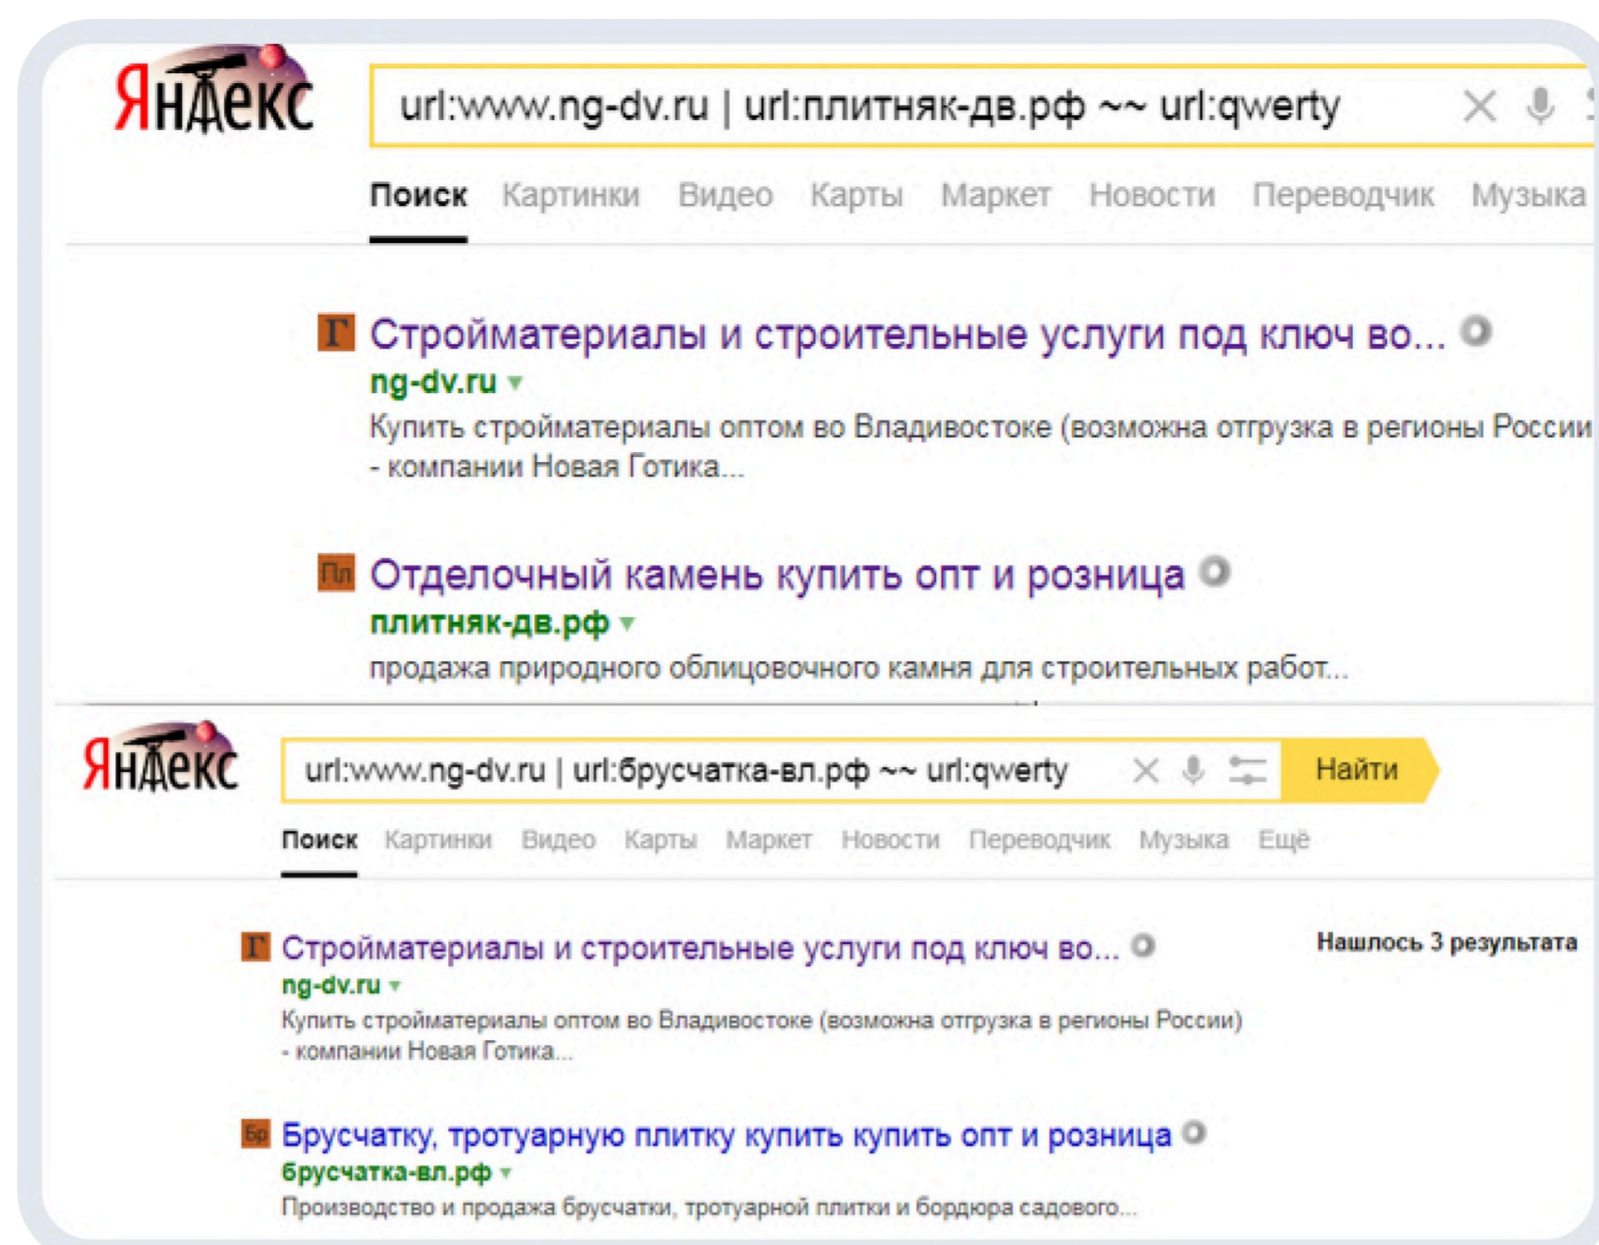 Яндекс
url:www.ng-dv.ru | url:плитняк-дв.рф ~~ url:qwerty
Поиск Картинки Видео Карты Маркет Новости Переводчик Музыка
Г Стройматериалы и строительные услуги под ключ во...
ng-dv.ru
Купить стройматериалы оптом во Владивостоке (возможна отгрузка в регионы России
- компании Новая Готика...
Пл Отделочный камень купить опт и розница
плитняк-дв.рф
продажа природного облицовочного камня для строительных работ...
Яндекс
url:www.ng-dv.ru | url:брусчатка-вл.рф ~~ url:qwerty Найти
Поиск Картинки Видео Карты Маркет Новости Переводчик Музыка Ещё
Г Стройматериалы и строительные услуги под ключ во... Нашлось 3 результата
ng-dv.ru
Купить стройматериалы оптом во Владивостоке (возможна отгрузка в регионы России)
- компании Новая Готика...
Бр Брусчатку, тротуарную плитку купить купить опт и розница
брусчатка-вл.рф
Производство и продажа брусчатки, тротуарной плитки и бордюра садового...